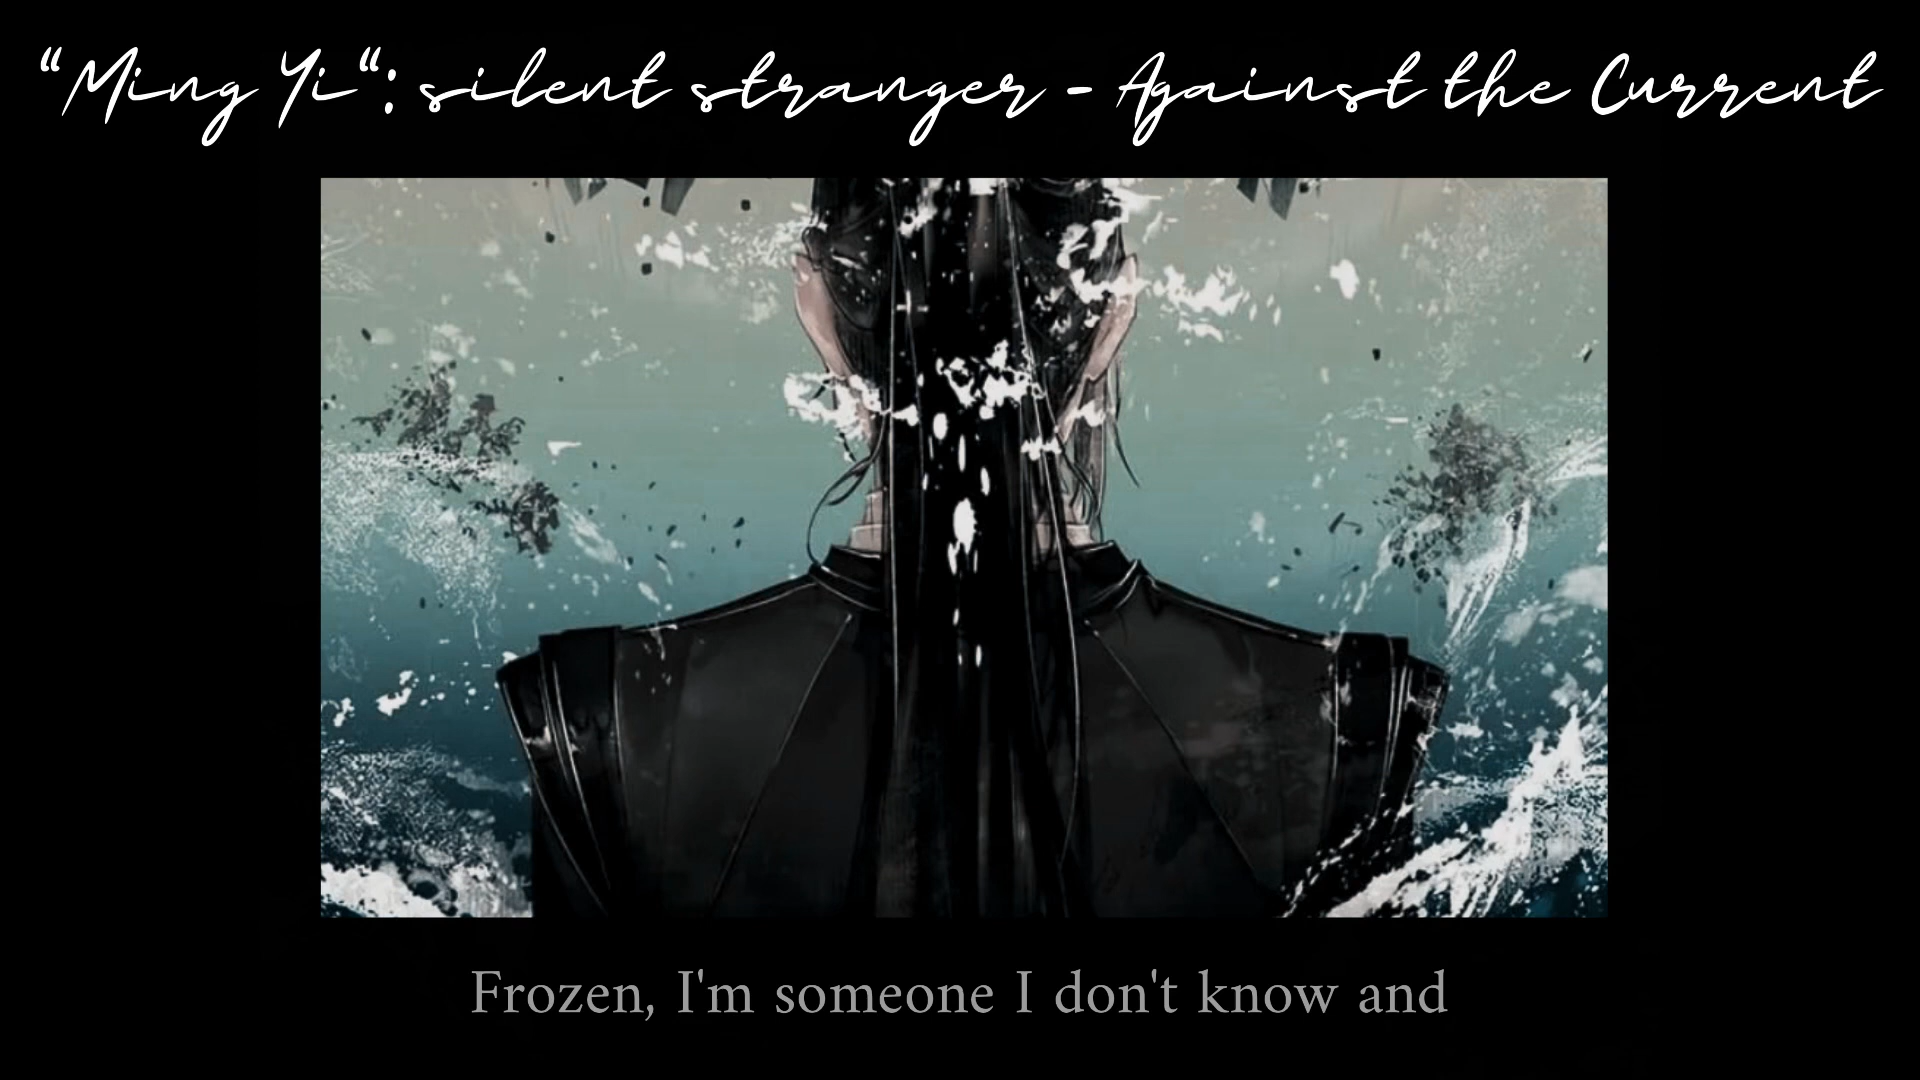 “Ming Yi“: silent stranger - Against the Current
Frozen, I'm someone I don't know and